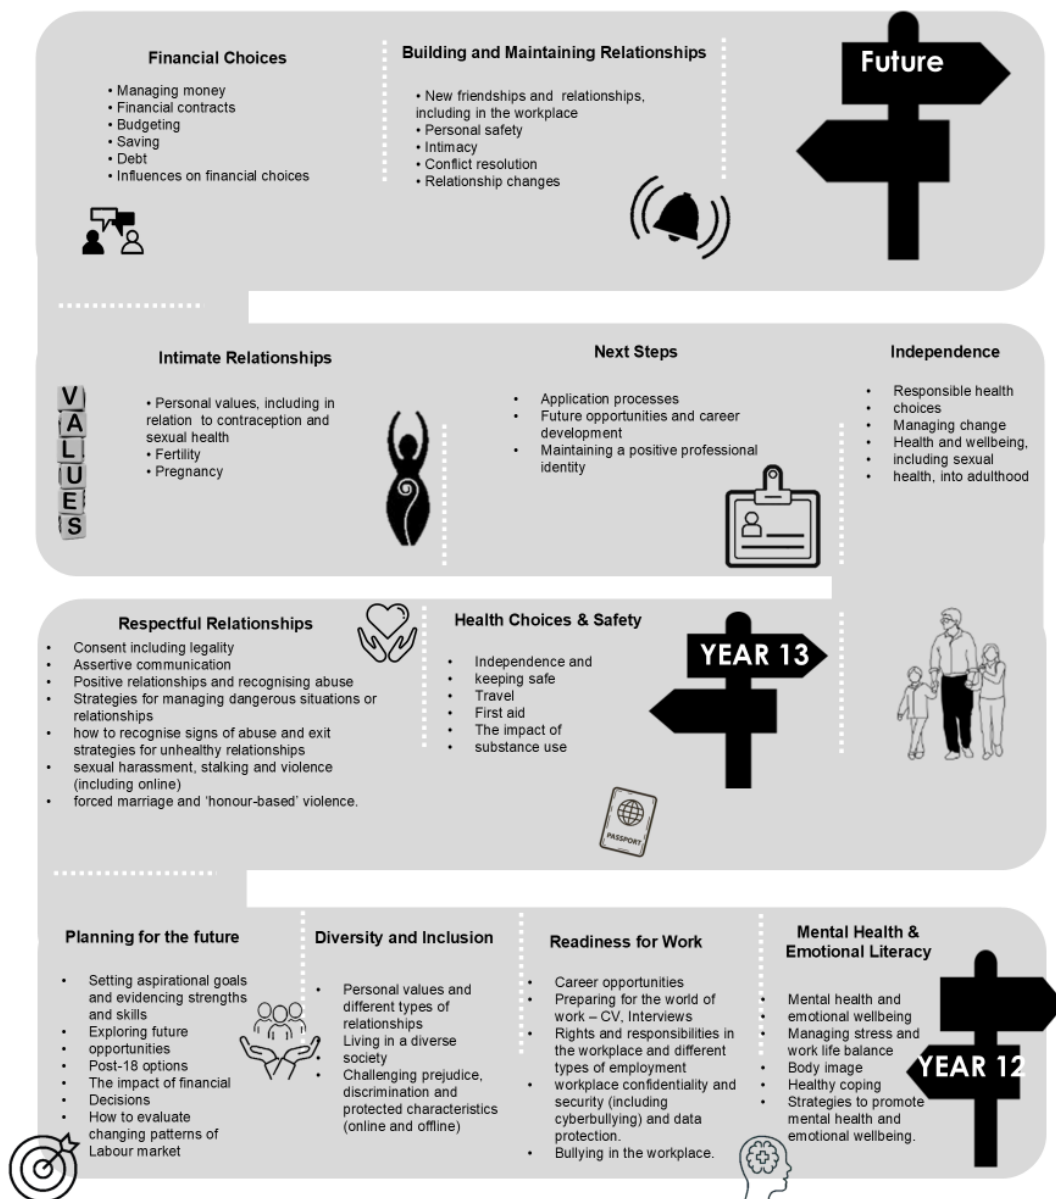 Financial Choices
• Managing money
• Financial contracts
• Budgeting
• Saving
• Debt
• Influences on financial choices
Building and Maintaining Relationships
• New friendships and relationships,
including in the workplace
• Personal safety
• Intimacy
• Conflict resolution
• Relationship changes
Future
VALUES
Intimate Relationships
• Personal values, including in
relation to contraception and
sexual health
• Fertility
• Pregnancy
Next Steps
• Application processes
• Future opportunities and career
development
• Maintaining a positive professional
identity
Independence
• Responsible health
• choices
• Managing change
• Health and wellbeing,
• including sexual
• health, into adulthood
Respectful Relationships
• Consent including legality
• Assertive communication
• Positive relationships and recognising abuse
• Strategies for managing dangerous situations or
relationships
• how to recognise signs of abuse and exit
strategies for unhealthy relationships
• sexual harassment, stalking and violence
(including online)
• forced marriage and ‘honour-based’ violence.
Health Choices & Safety
• Independence and
• keeping safe
• Travel
• First aid
• The impact of
• substance use
YEAR 13
PASSPORT
Planning for the future
• Setting aspirational goals
and evidencing strengths
and skills
• Exploring future
• opportunities
• Post-18 options
• The impact of financial
• Decisions
• How to evaluate
changing patterns of
• Labour market
Diversity and Inclusion
• Personal values and
different types of
relationships
• Living in a diverse
• society
• Challenging prejudice,
discrimination and
protected characteristics
(online and offline)
Readiness for Work
• Career opportunities
• Preparing for the world of
work – CV, Interviews
• Rights and responsibilities in
the workplace and different
types of employment
• workplace confidentiality and
security (including
cyberbullying) and data
protection.
• Bullying in the workplace.
Mental Health &
Emotional Literacy
• Mental health and
• emotional wellbeing
• Managing stress and
• work life balance
• Body image
• Healthy coping
• Strategies to promote
mental health and
emotional wellbeing.
YEAR 12